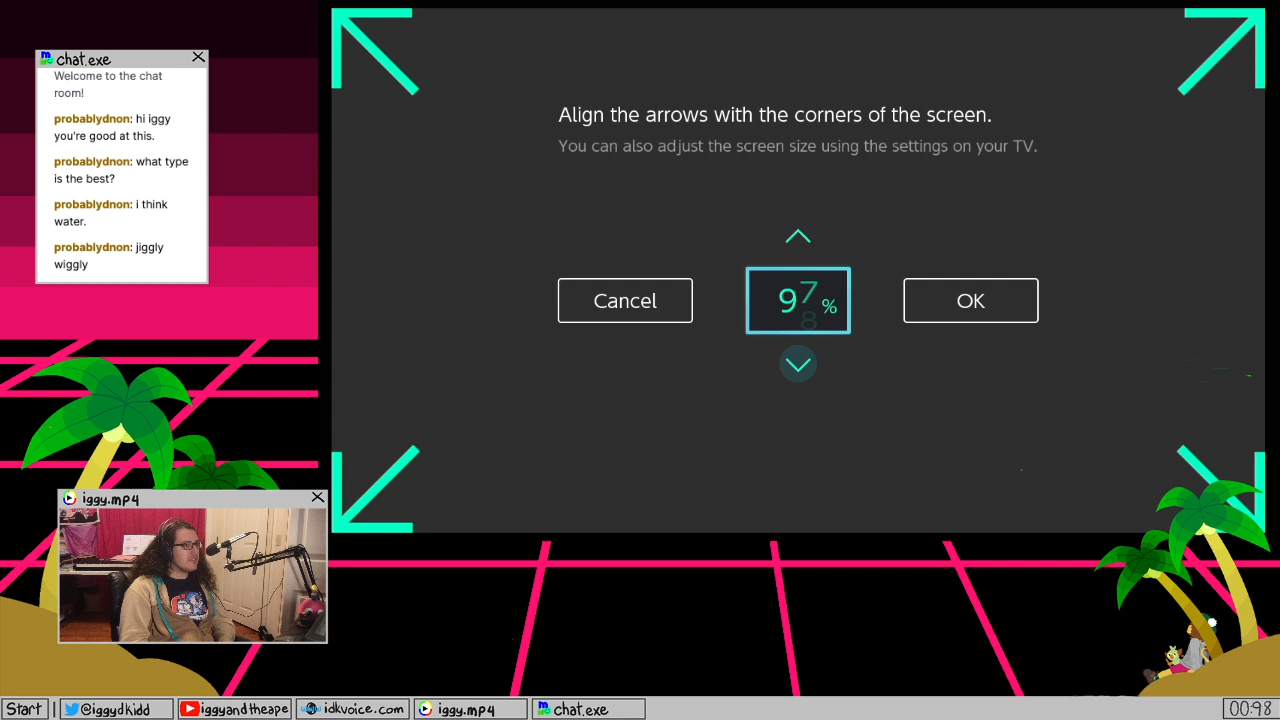 chat.exe
Welcome to the chat
room!
probablydnon: hi iggy
you're good at this.
probablydnon: what type
is the best?
probablydnon: i think
water.
probablydnon: jiggly
wiggly
Align the arrows with the corners of the screen.
You can also adjust the screen size using the settings on your TV.
Cancel
97%
8
OK
iggy.mp4
Start
@iggydkidd
iggyandtheape
www idkvoice.com
iggy.mp4
chat.exe
00:98